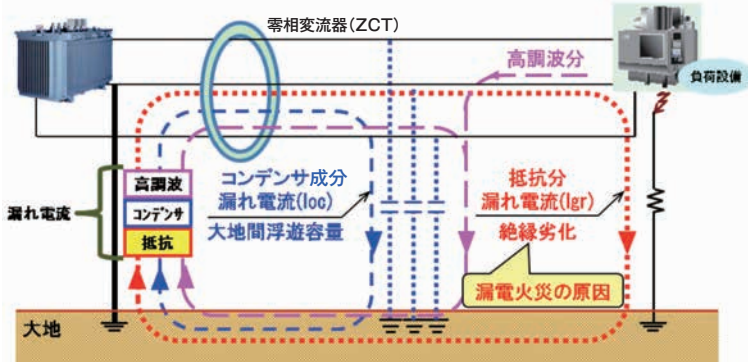 零相変流器(ZCT)
高調波分
負荷設備
漏れ電流
高調波
コンデンサ
抵抗
コンデンサ成分
漏れ電流(Ioc)
大地間浮遊容量
抵抗分
漏れ電流(Igr)
絶縁劣化
漏電火災の原因
大地